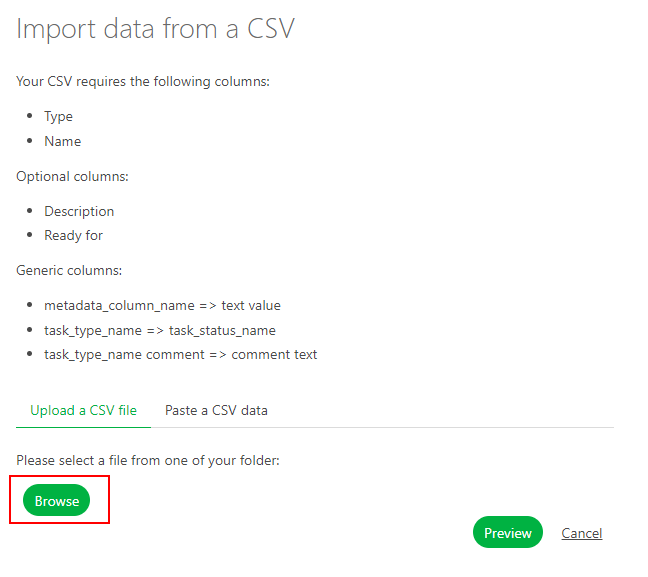 Import data from a CSV
Your CSV requires the following columns:
Type
Name
Optional columns:
Description
Ready for
Generic columns:
metadata_column_name => text value
task_type_name => task_status_name
task_type_name comment => comment text
Upload a CSV file Paste a CSV data
Please select a file from one of your folder:
Browse
Preview Cancel